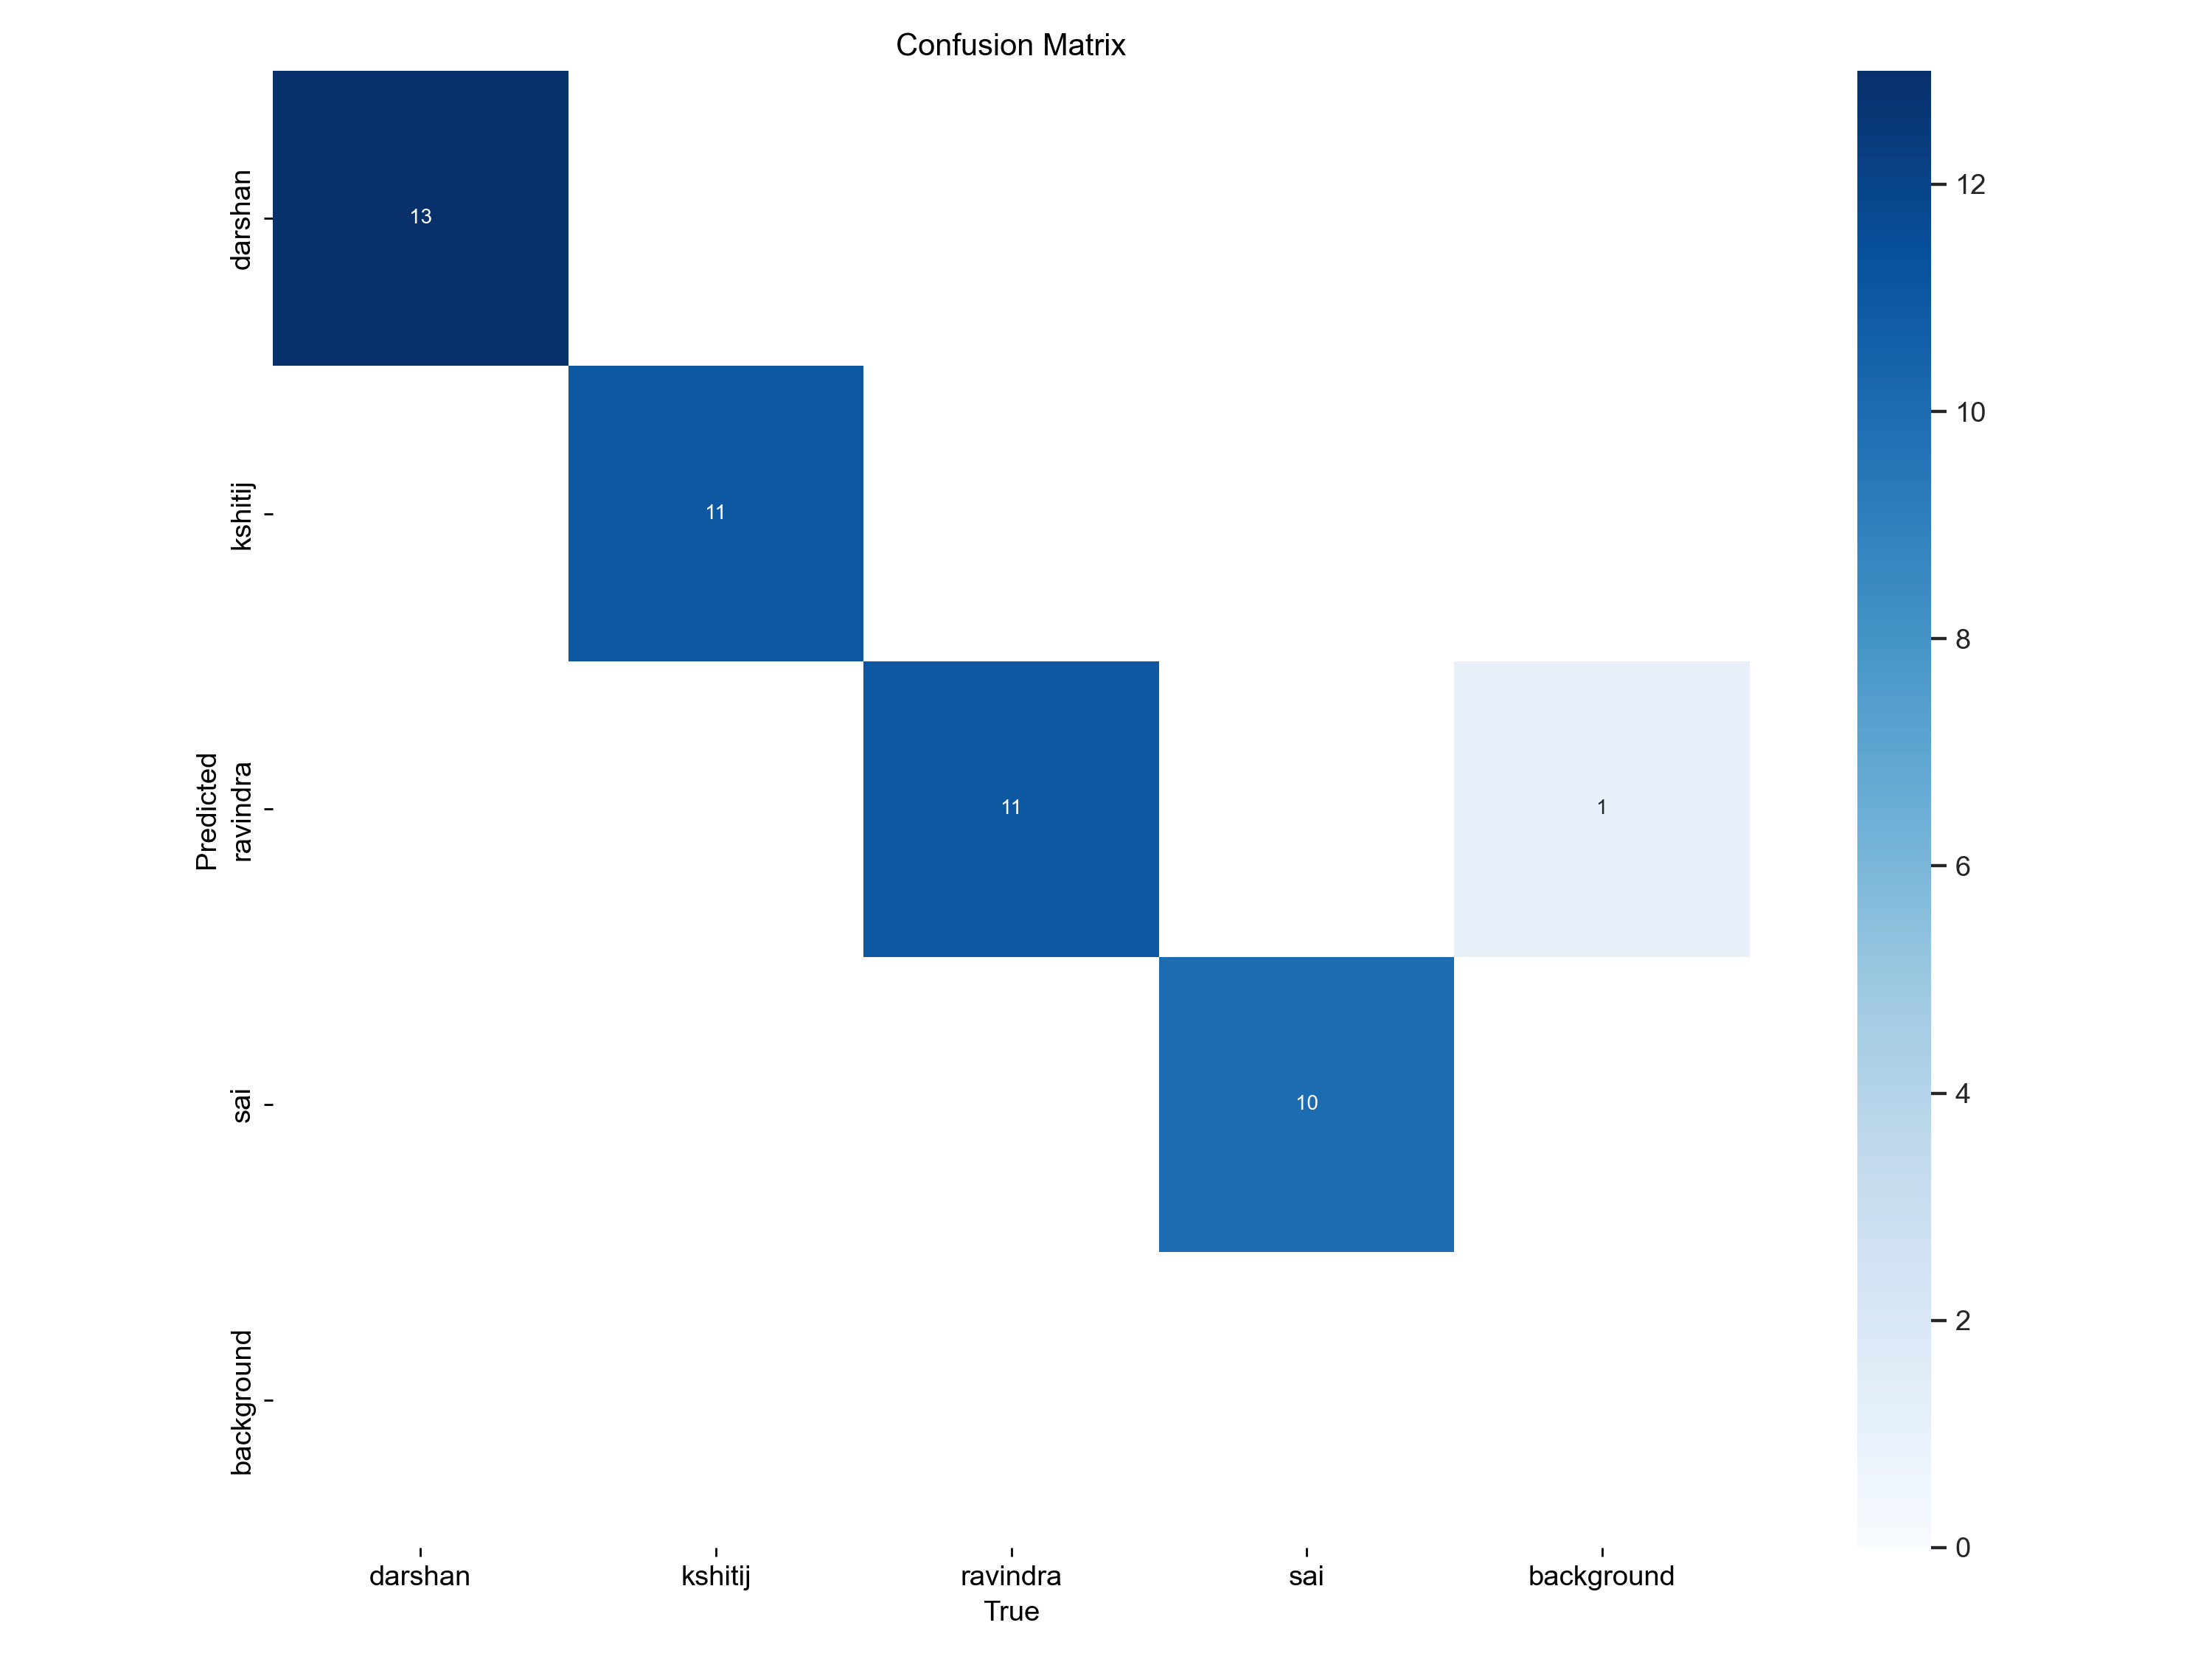 Confusion Matrix
darshan
13
kshitij
11
Predicted
ravindra
11
1
sai
10
background
darshan kshitij ravindra sai background
True
12
10
8
6
4
2
0